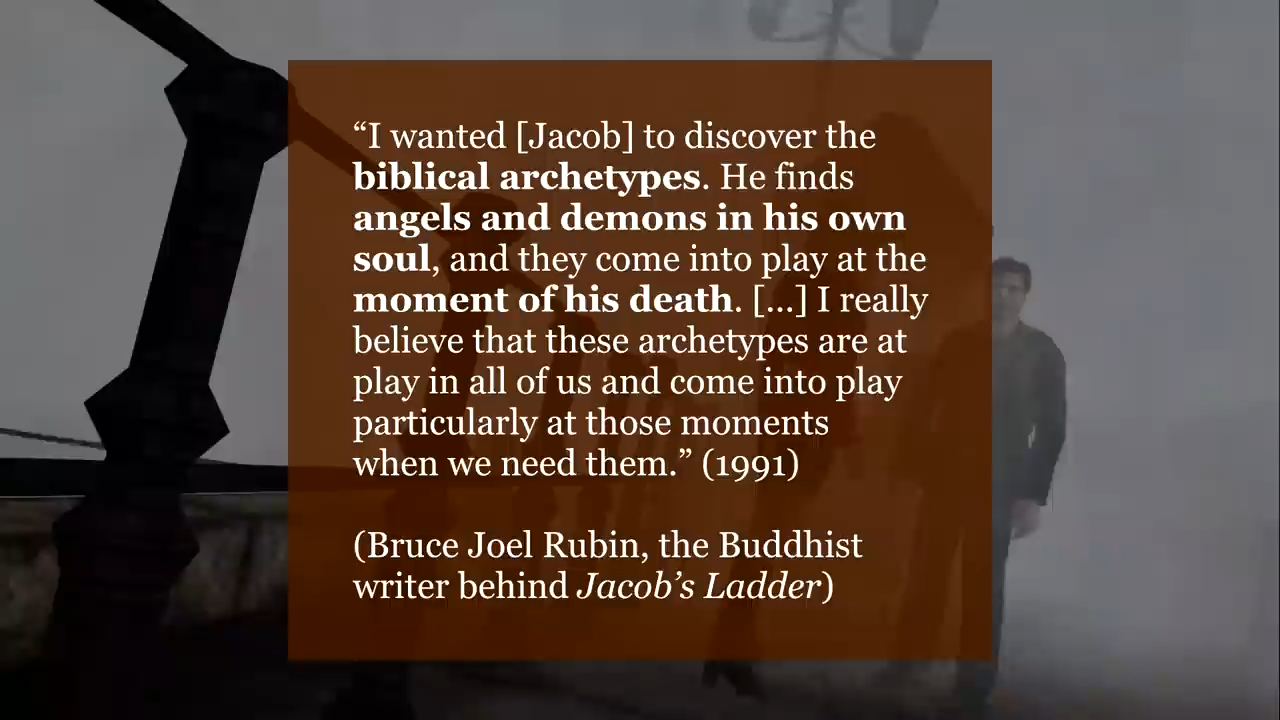 “I wanted [Jacob] to discover the
biblical archetypes. He finds
angels and demons in his own
soul, and they come into play at the
moment of his death. [...] I really
believe that these archetypes are at
play in all of us and come into play
particularly at those moments
when we need them.” (1991)
(Bruce Joel Rubin, the Buddhist
writer behind Jacob’s Ladder)